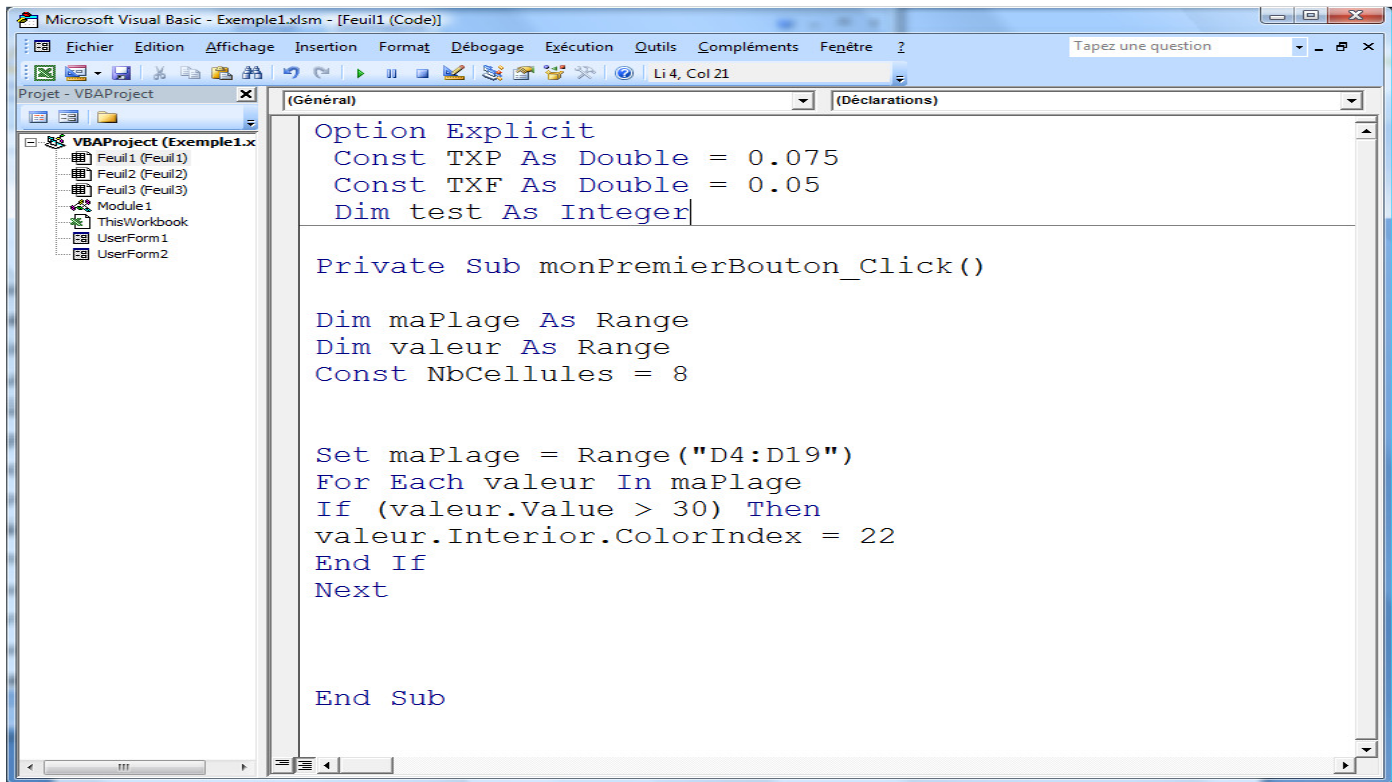 Microsoft Visual Basic - Exemple1.xlsm - [Feuil1 (Code)]
Fichier Edition Affichage Insertion Format Débogage Exécution Outils Compléments Fenêtre ? Tapez une question
Li 4, Col 21
Projet - VBAProject
(Général) (Déclarations)
VBAProject (Exemple1.x
Feuil1 (Feuil1)
Feuil2 (Feuil2)
Feuil3 (Feuil3)
Module1
ThisWorkbook
UserForm1
UserForm2
Option Explicit
Const TXP As Double = 0.075
Const TXF As Double = 0.05
Dim test As Integer
Private Sub monPremierBouton_Click()
Dim maPlage As Range
Dim valeur As Range
Const NbCellules = 8
Set maPlage = Range("D4:D19")
For Each valeur In maPlage
If (valeur.Value > 30) Then
valeur.Interior.ColorIndex = 22
End If
Next
End Sub